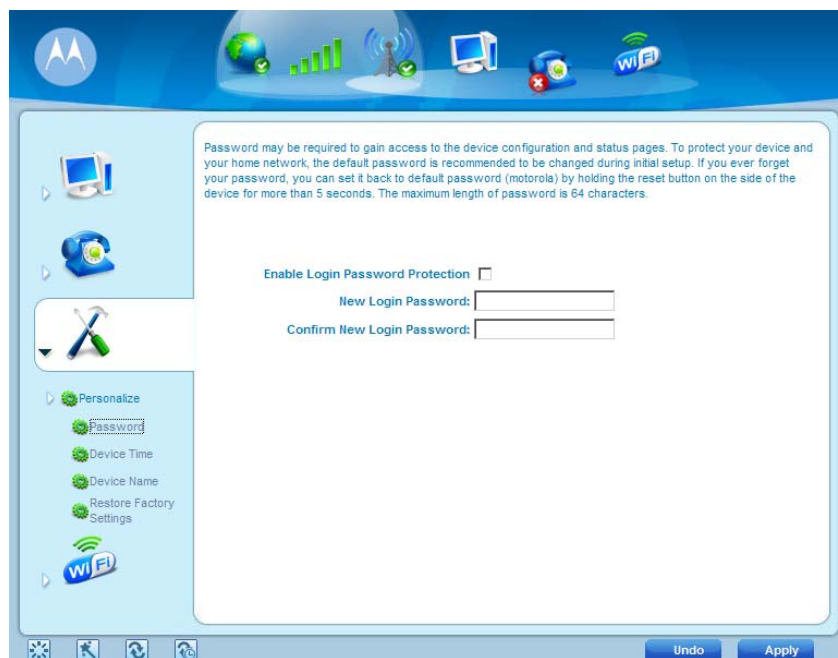 WiFi
Password may be required to gain access to the device configuration and status pages. To protect your device and
your home network, the default password is recommended to be changed during initial setup. If you ever forget
your password, you can set it back to default password (motorola) by holding the reset button on the side of the
device for more than 5 seconds. The maximum length of password is 64 characters.
Enable Login Password Protection
New Login Password:
Confirm New Login Password:
Personalize
Password
Device Time
Device Name
Restore Factory
Settings
WiFi
Undo
Apply